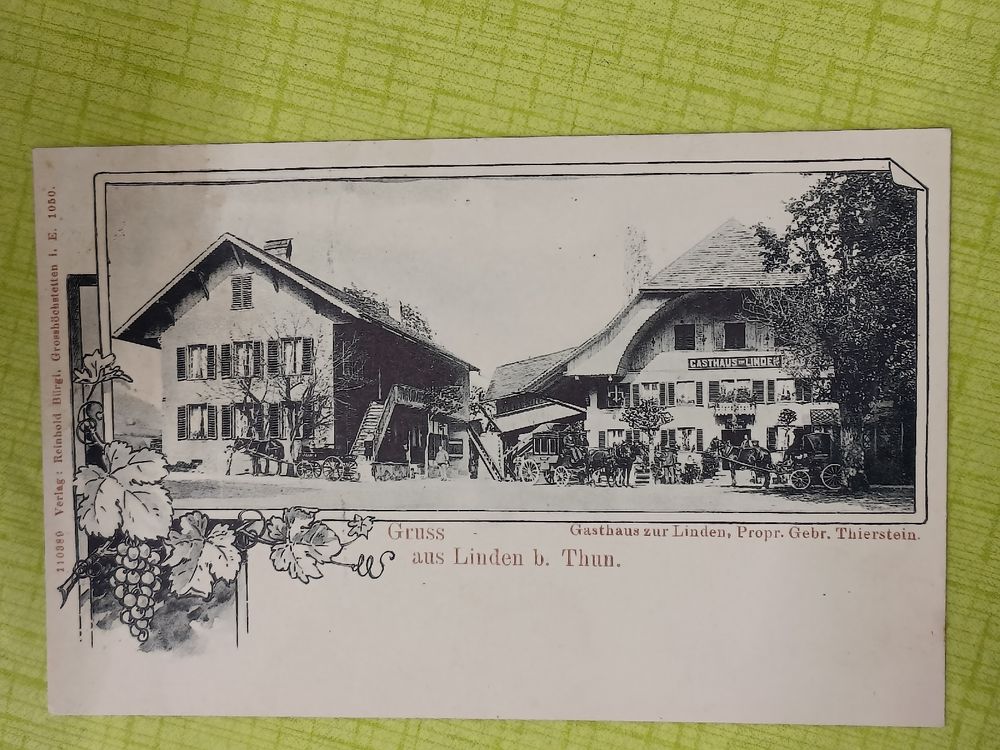 110389 Verlag: Reinhold Bürgi, Grosshöchstetten i. E. 1050.
GASTHAUS ZUR LINDEN
Gruss
aus Linden b. Thun.
Gasthaus zur Linden, Propr. Gebr. Thierstein.